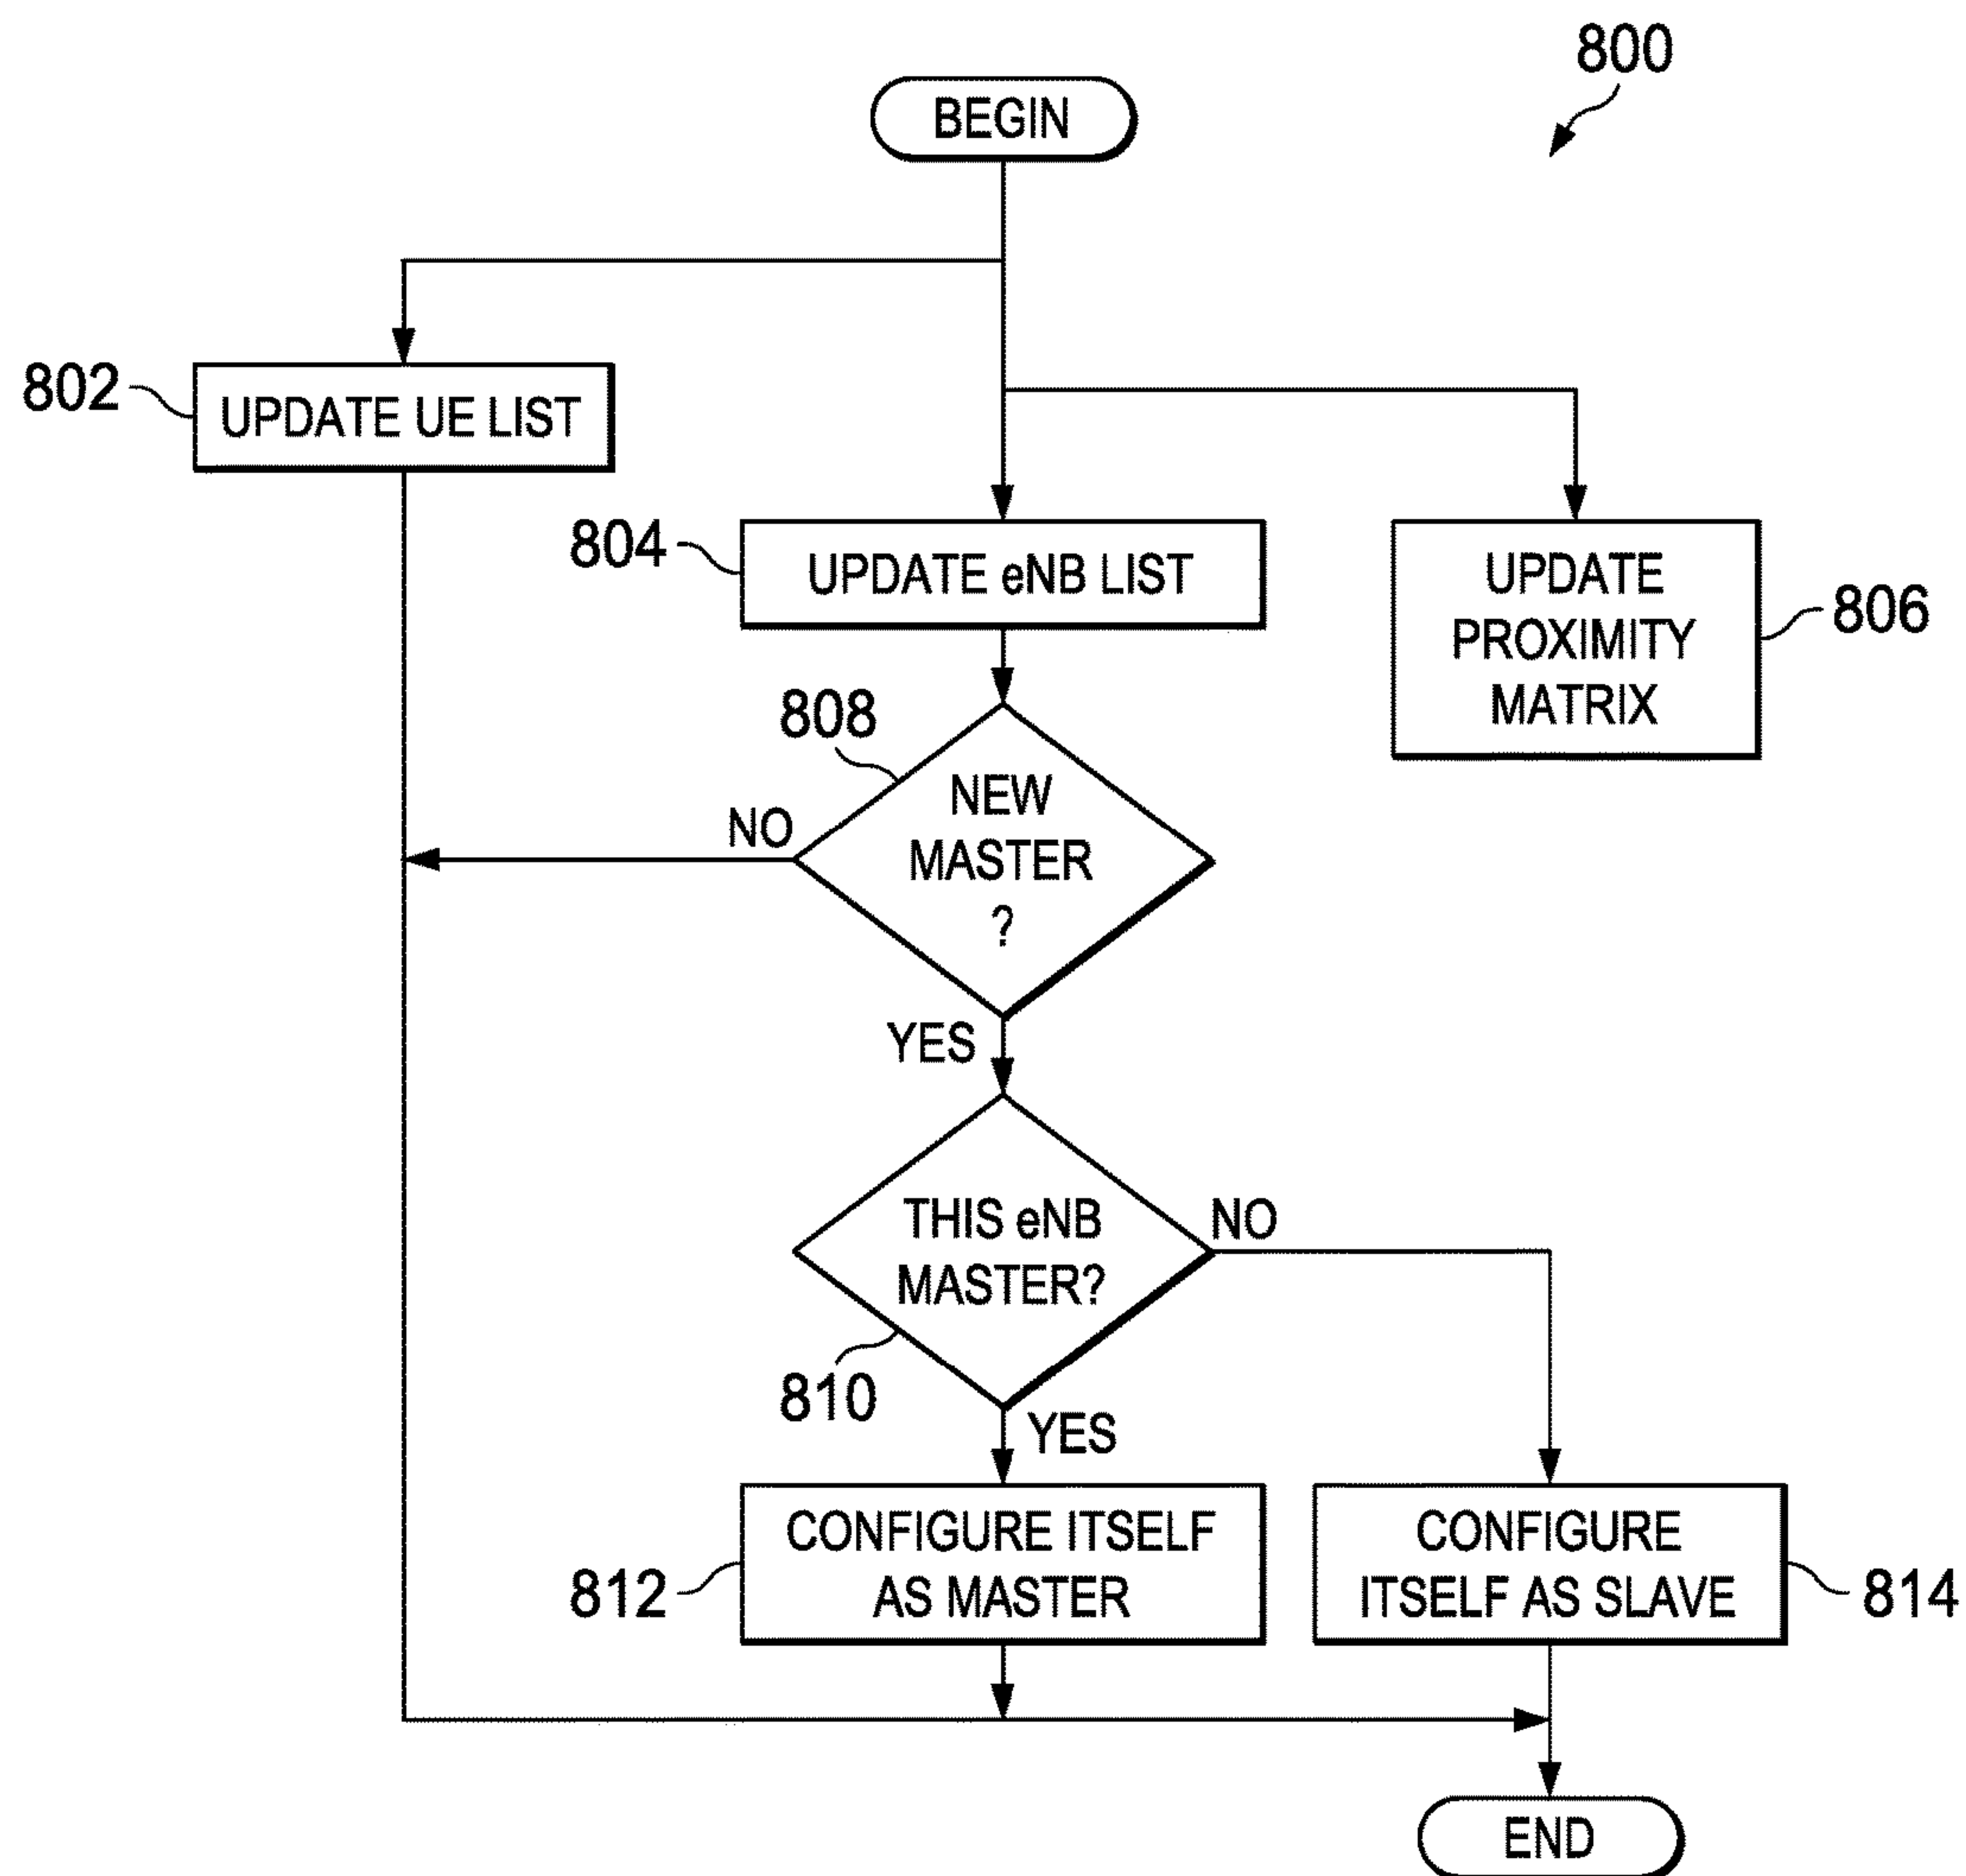 800
BEGIN
802
UPDATE UE LIST
804
UPDATE eNB LIST
UPDATE
PROXIMITY
MATRIX
806
808
NEW
MASTER
?
NO
YES
THIS eNB
MASTER?
NO
810
YES
812
CONFIGURE ITSELF
AS MASTER
CONFIGURE
ITSELF AS SLAVE
814
END